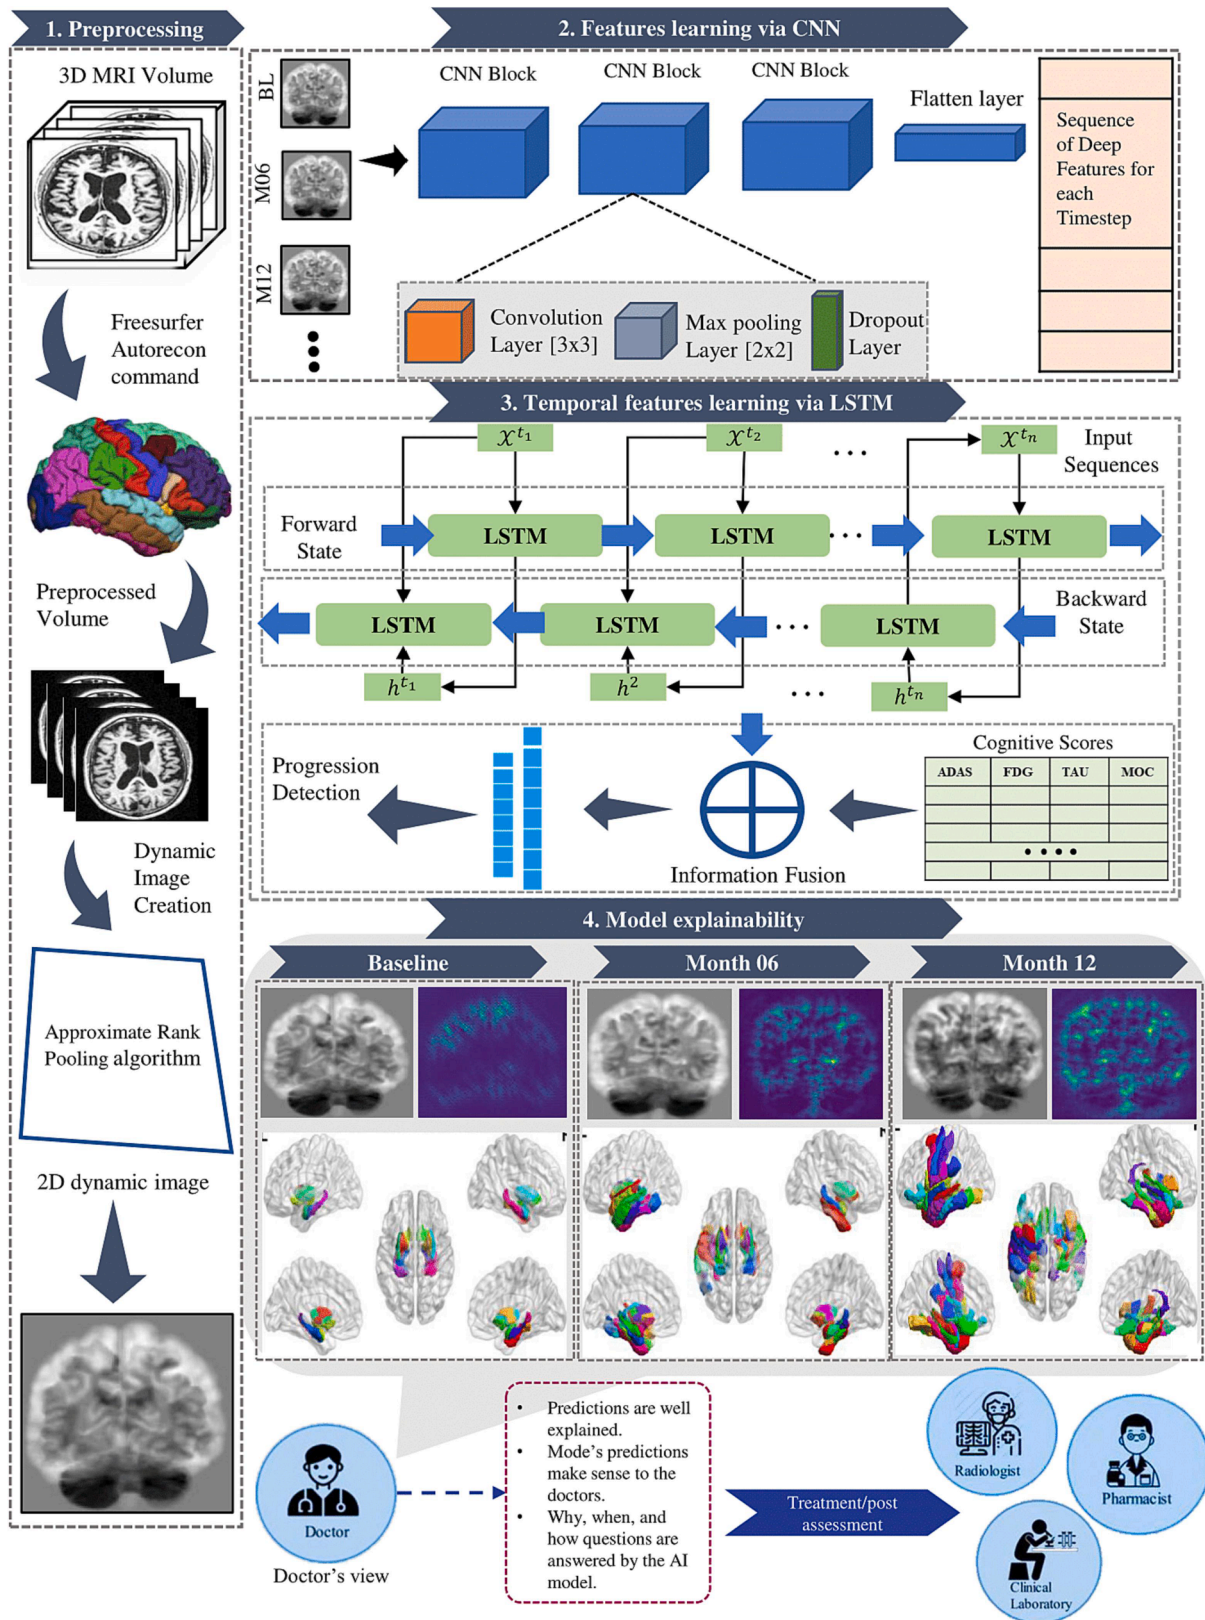 1. Preprocessing
3D MRI Volume
Freesurfer
Autorecon
command
Preprocessed
Volume
Dynamic
Image
Creation
Approximate Rank
Pooling algorithm
2D dynamic image
2. Features learning via CNN
BL
M06
M12
CNN Block
CNN Block
CNN Block
Flatten layer
Sequence
of Deep
Features for
each
Timestep
Convolution
Layer [3x3]
Max pooling
Layer [2x2]
Dropout
Layer
3. Temporal features learning via LSTM
X^{t_1}
X^{t_2}
...
X^{t_n}
Input
Sequences
Forward
State
LSTM
LSTM
...
LSTM
LSTM
LSTM
...
LSTM
Backward
State
h^{t_1}
h^2
...
h^{t_n}
Progression
Detection
Information Fusion
Cognitive Scores
ADAS FDG TAU MOC
4. Model explainability
Baseline
Month 06
Month 12
Doctor
Doctor's view
• Predictions are well
explained.
• Mode's predictions
make sense to the
doctors.
• Why, when, and
how questions are
answered by the AI
model.
Treatment/post
assessment
Radiologist
Pharmacist
Clinical
Laboratory